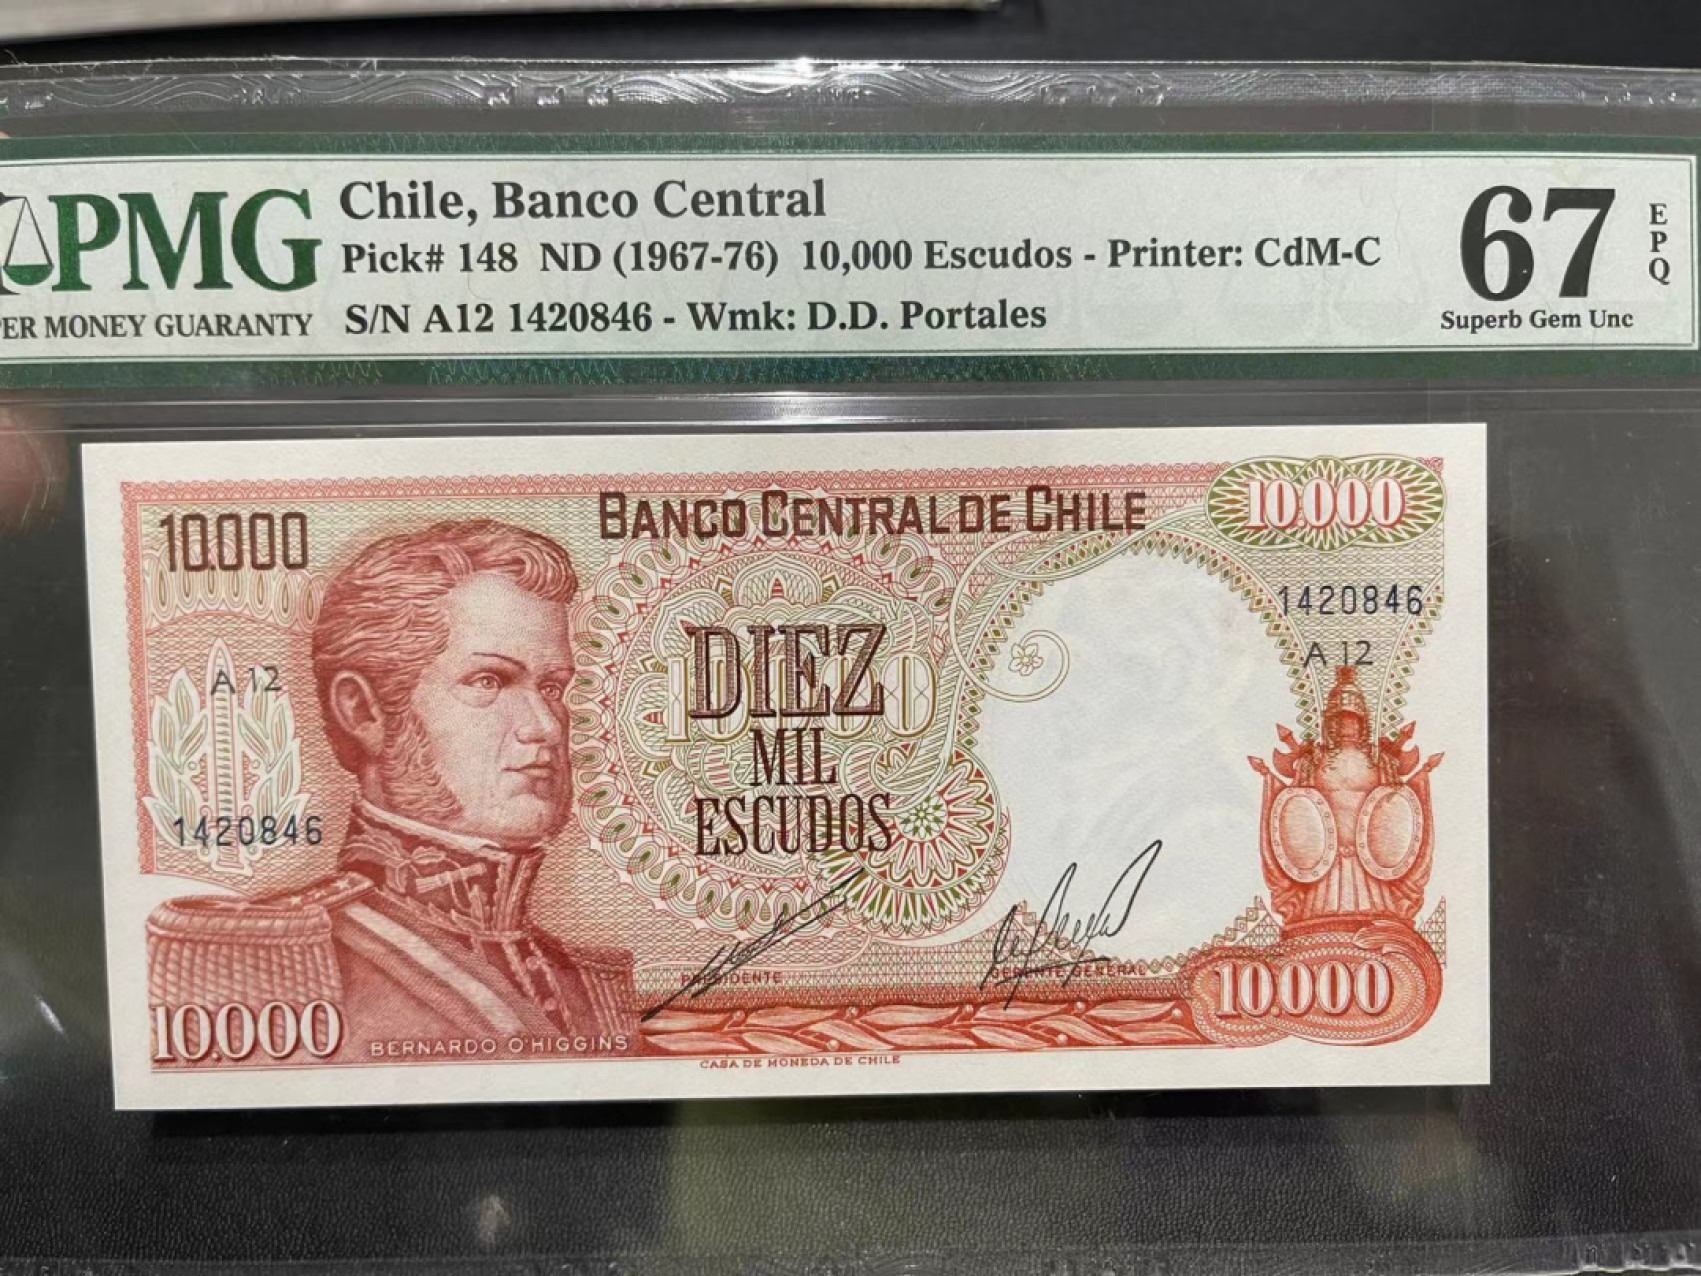 PMG
PER MONEY GUARANTY
Chile, Banco Central
Pick# 148 ND (1967-76) 10,000 Escudos - Printer: CdM-C
S/N A12 1420846 - Wmk: D.D. Portales
67
EPQ
Superb Gem Unc
10.000
BANCO CENTRAL DE CHILE
10.000
1420846
A 12
A 12
10.000
DIEZ
MIL
ESCUDOS
1420846
PRESIDENTE
GERENTE GENERAL
10.000
BERNARDO O'HIGGINS
10.000
CASA DE MONEDA DE CHILE